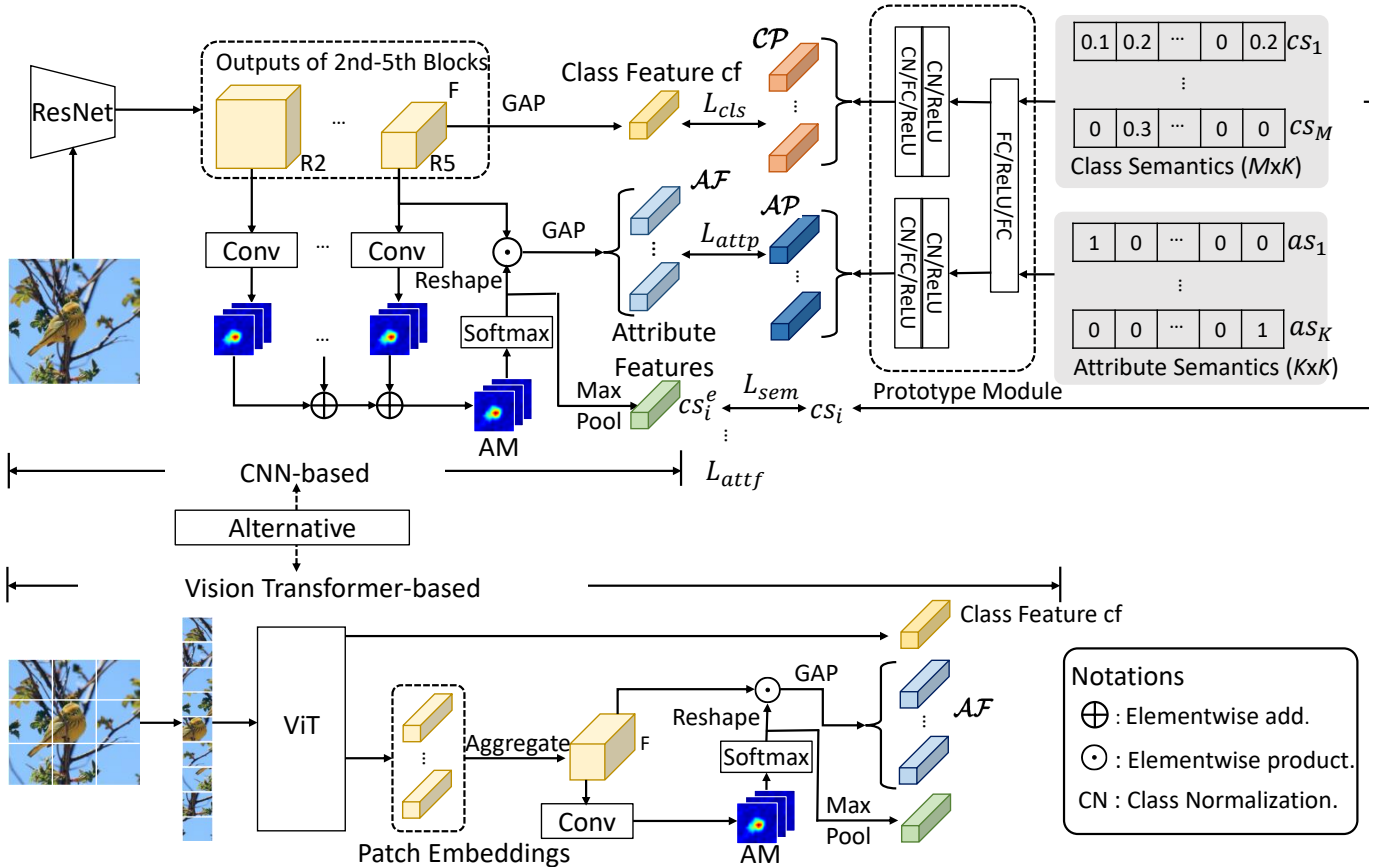 Outputs of 2nd-5th Blocks
ResNet
F
...
R2
R5
GAP
Class Feature cf
L_cls
CP
⋮
CN/FC/ReLU
CN/ReLU
FC/ReLU/FC
0.1 0.2 ... 0 0.2 cs_1
⋮
0 0.3 ... 0 0 cs_M
Class Semantics (MxK)
Conv
...
Conv
Reshape
GAP
AF
⋮
Attribute
Features
L_attp
AP
⋮
CN/FC/ReLU
CN/ReLU
1 0 ... 0 0 as_1
⋮
0 0 ... 0 1 as_K
Attribute Semantics (KxK)
Prototype Module
Softmax
...
AM
Max
Pool
cs_i^e
L_sem
cs_i
⋮
L_attf
CNN-based
Alternative
Vision Transformer-based
ViT
Patch Embeddings
⋮
Aggregate
F
Conv
AM
Softmax
Reshape
GAP
Max
Pool
Class Feature cf
AF
⋮
Notations
⊕ : Elementwise add.
⊙ : Elementwise product.
CN : Class Normalization.